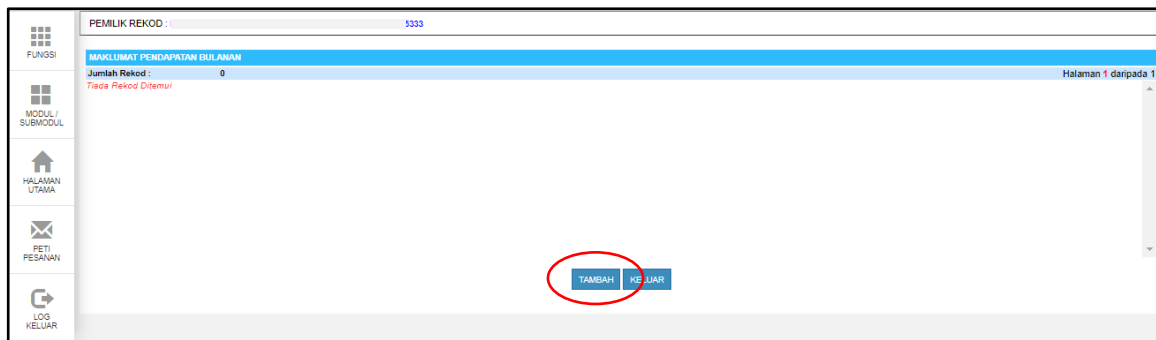 PEMILIK REKOD : 5333
FUNGSI
MODUL /
SUBMODUL
HALAMAN
UTAMA
PETI
PESANAN
LOG
KELUAR
MAKLUMAT PENDAPATAN BULANAN
Jumlah Rekod : 0 Halaman 1 daripada 1
Tiada Rekod Ditemui
TAMBAH KELUAR